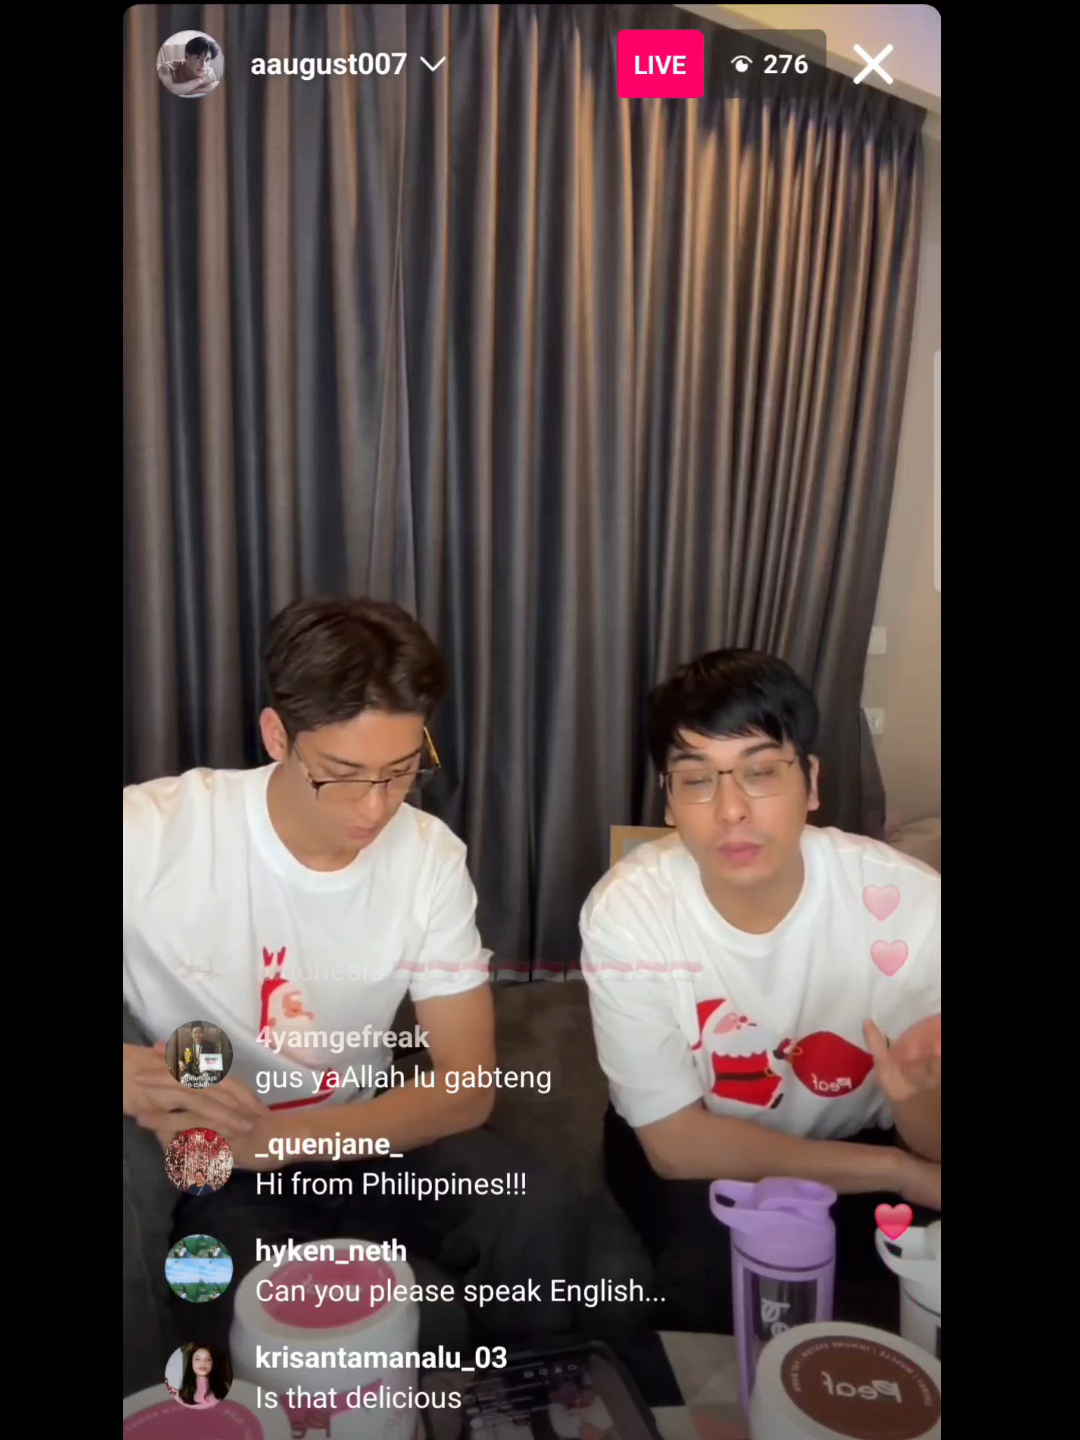 aaugust007
LIVE
276
4yamgefreak
gus yaAllah lu gabteng
_quenjane_
Hi from Philippines!!!
hyken_neth
Can you please speak English...
krisantamanalu_03
Is that delicious